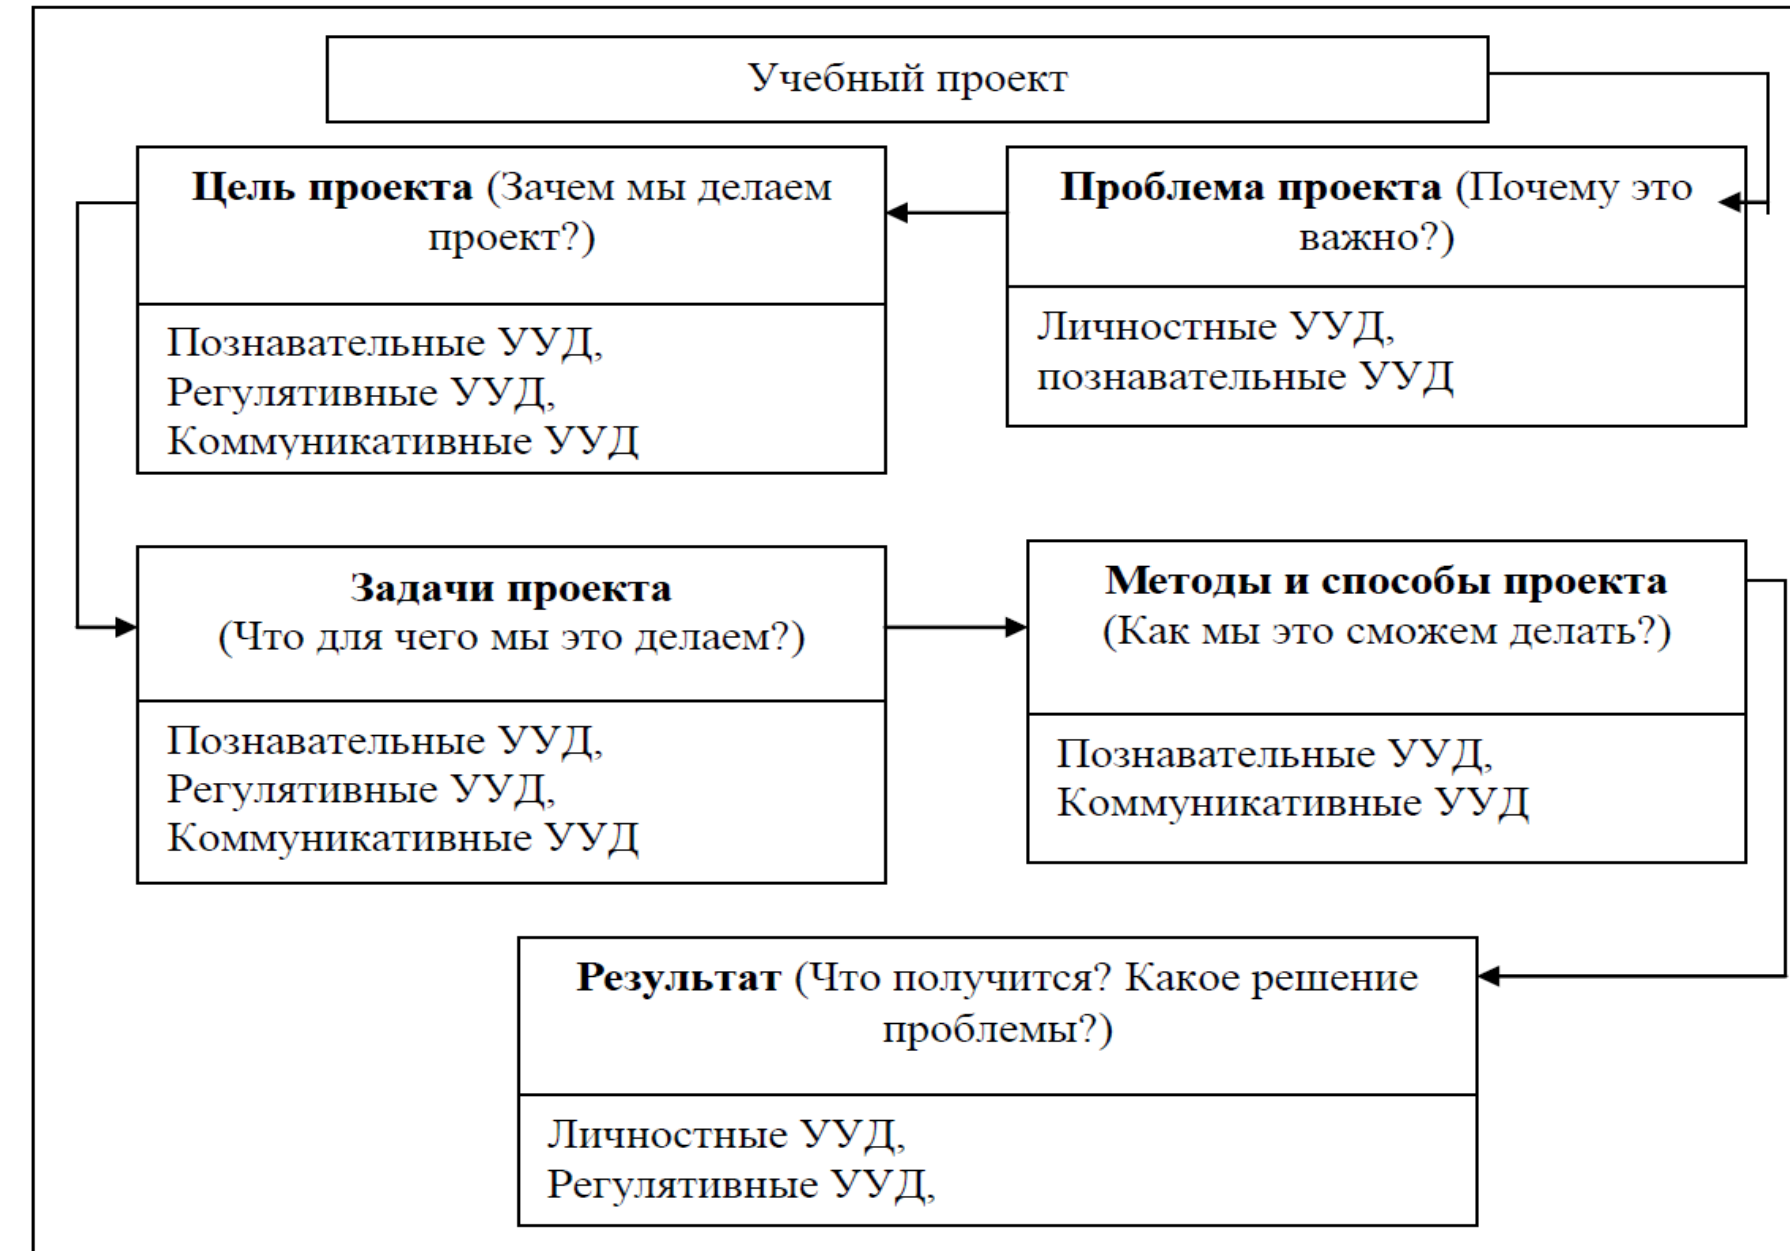 Учебный проект
Цель проекта (Зачем мы делаем
проект?)
Познавательные УУД,
Регулятивные УУД,
Коммуникативные УУД
Проблема проекта (Почему это
важно?)
Личностные УУД,
познавательные УУД
Задачи проекта
(Что для чего мы это делаем?)
Познавательные УУД,
Регулятивные УУД,
Коммуникативные УУД
Методы и способы проекта
(Как мы это сможем делать?)
Познавательные УУД,
Коммуникативные УУД
Результат (Что получится? Какое решение
проблемы?)
Личностные УУД,
Регулятивные УУД,